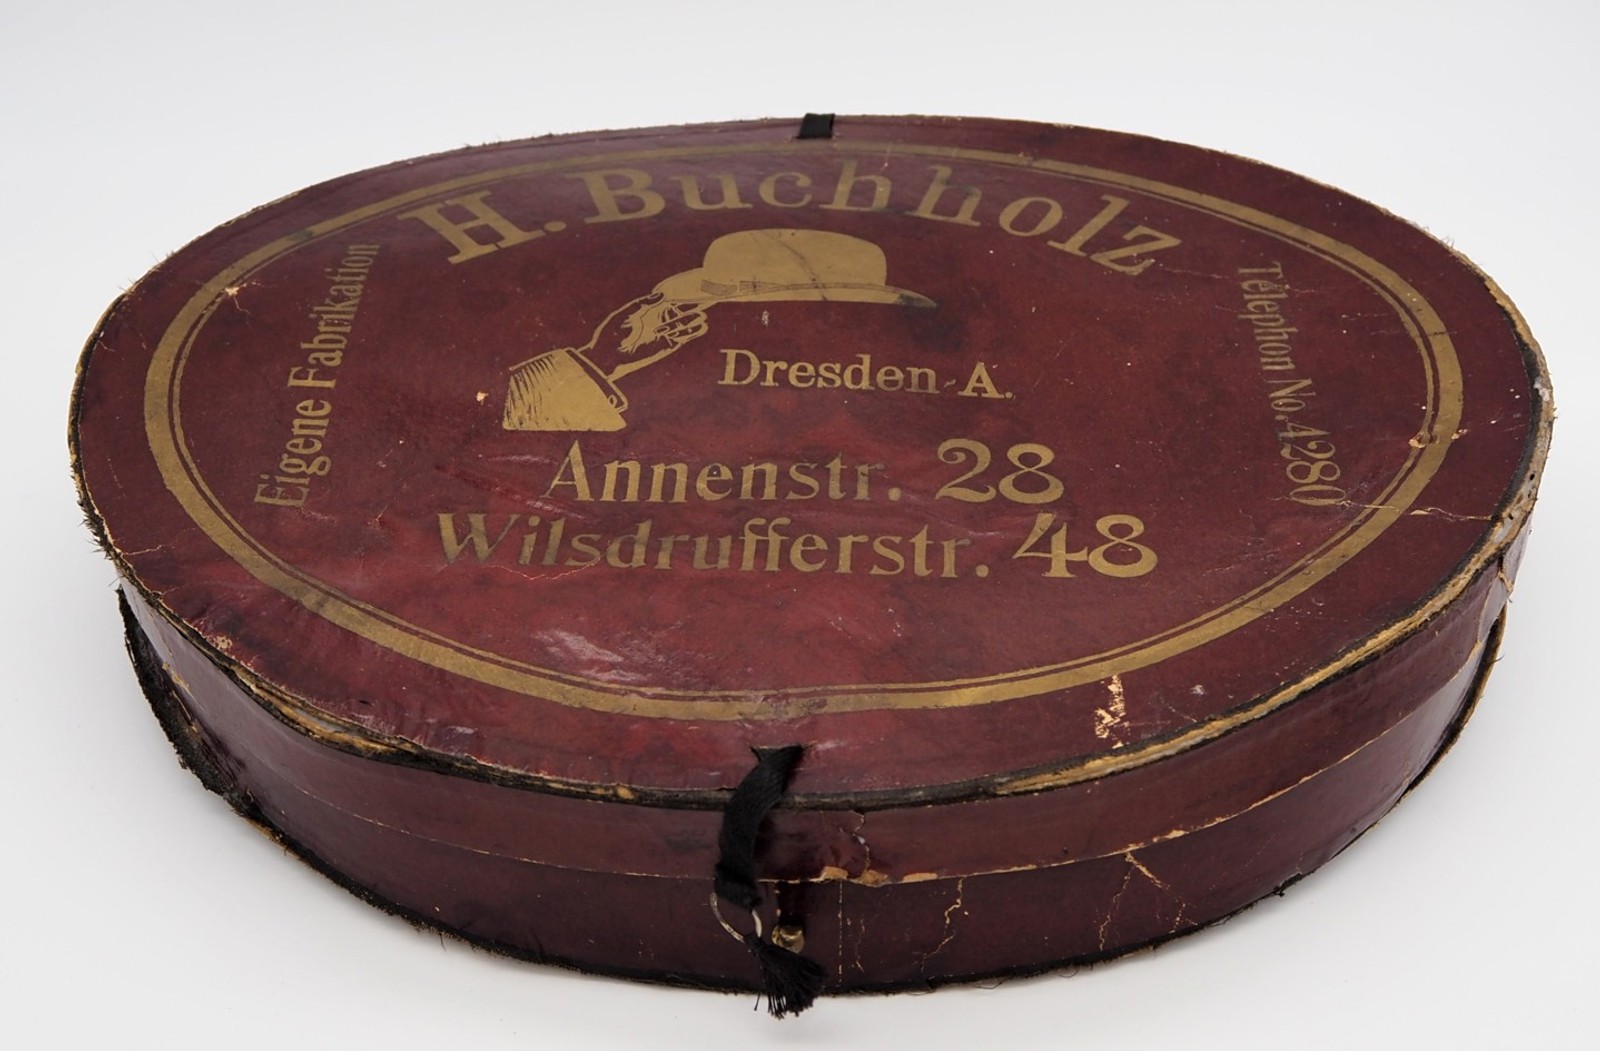 H. Buchholz
Eigene Fabrikation
Telephon No. 4280
Dresden-A.
Annenstr. 28
Wilsdrufferstr. 48